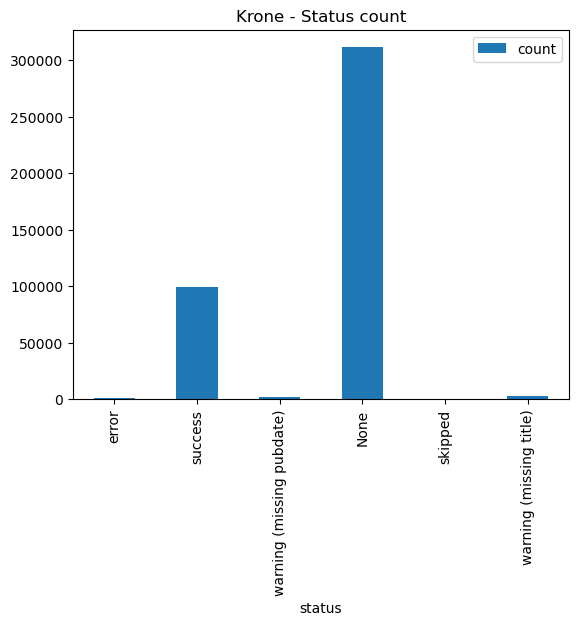 Krone - Status count
count
300000
250000
200000
150000
100000
50000
0
error
success
warning (missing pubdate)
None
skipped
warning (missing title)
status